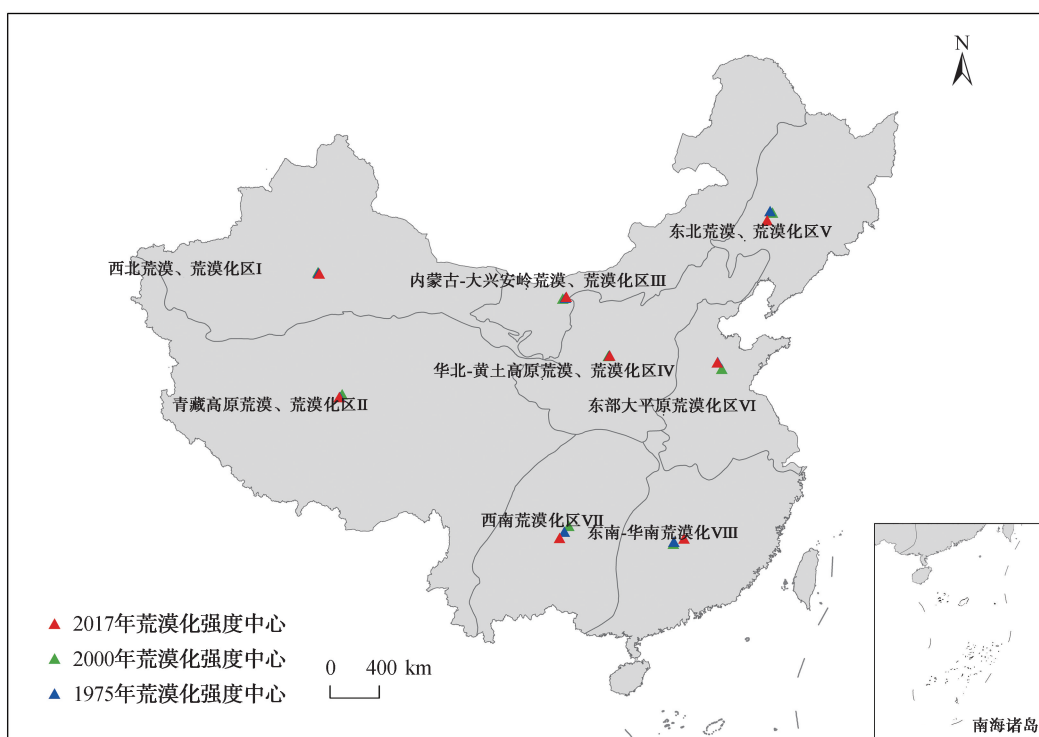 N
东北荒漠、荒漠化区V
西北荒漠、荒漠化区I
内蒙古-大兴安岭荒漠、荒漠化区III
华北-黄土高原荒漠、荒漠化区IV
青藏高原荒漠、荒漠化区II
东部大平原荒漠化区VI
西南荒漠化区VII
东南-华南荒漠化VIII
2017年荒漠化强度中心
2000年荒漠化强度中心
1975年荒漠化强度中心
0 400 km
南海诸岛